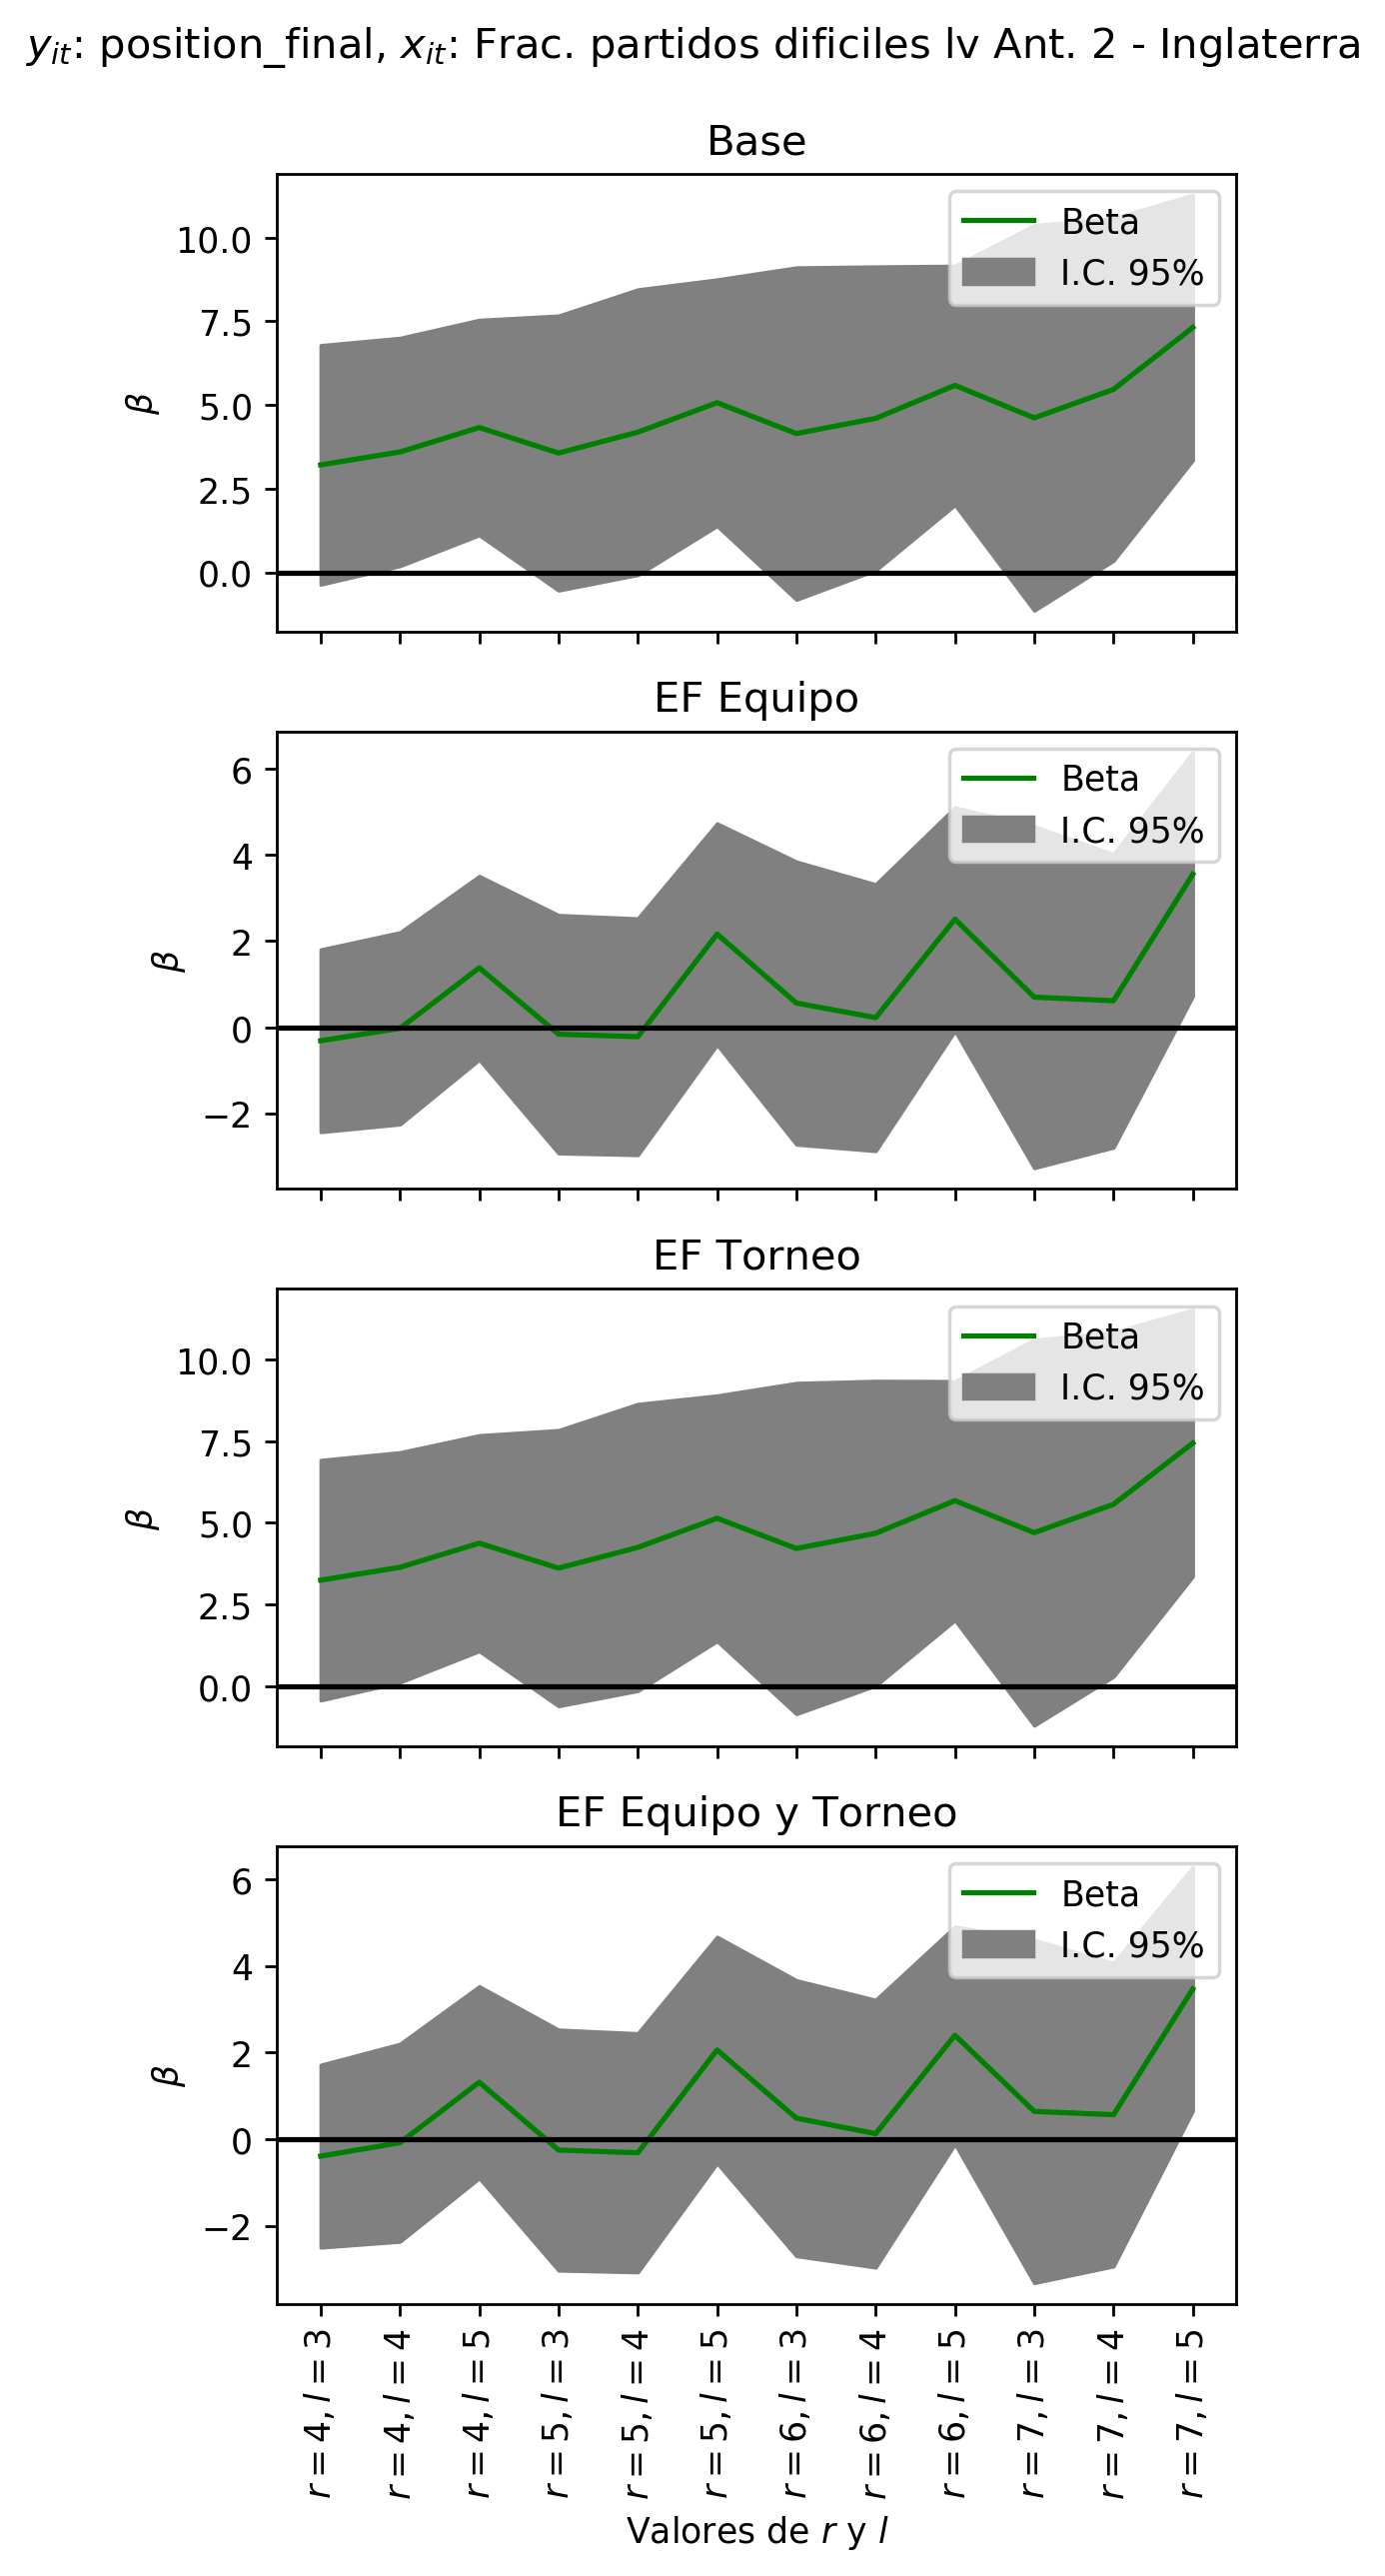 y_{it}: position_final, x_{it}: Frac. partidos dificiles lv Ant. 2 - Inglaterra
Base
Beta
I.C. 95%
10.0
7.5
5.0
2.5
0.0
β
EF Equipo
Beta
I.C. 95%
6
4
2
0
−2
β
EF Torneo
Beta
I.C. 95%
10.0
7.5
5.0
2.5
0.0
β
EF Equipo y Torneo
Beta
I.C. 95%
6
4
2
0
−2
β
r = 4, l = 3
r = 4, l = 4
r = 4, l = 5
r = 5, l = 3
r = 5, l = 4
r = 5, l = 5
r = 6, l = 3
r = 6, l = 4
r = 6, l = 5
r = 7, l = 3
r = 7, l = 4
r = 7, l = 5
Valores de r y l